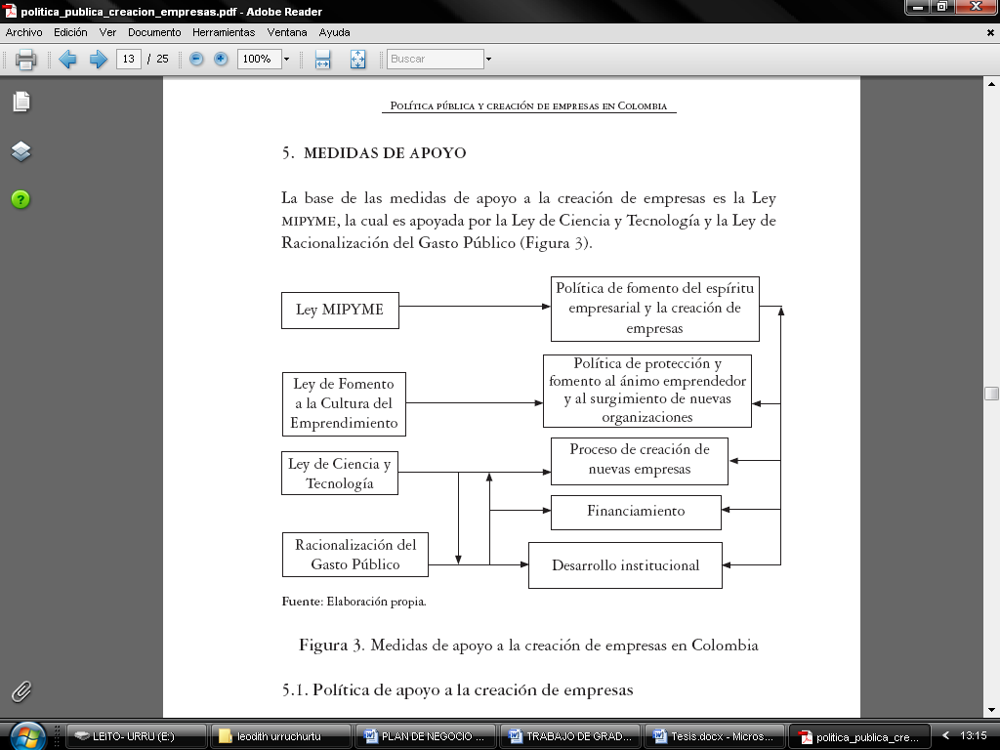 politica_publica_creacion_empresas.pdf - Adobe Reader
Archivo Edición Ver Documento Herramientas Ventana Ayuda
13 / 25 100% Buscar
POLÍTICA PÚBLICA Y CREACIÓN DE EMPRESAS EN COLOMBIA
5. MEDIDAS DE APOYO
La base de las medidas de apoyo a la creación de empresas es la Ley
MIPYME, la cual es apoyada por la Ley de Ciencia y Tecnología y la Ley de
Racionalización del Gasto Público (Figura 3).
Ley MIPYME
Política de fomento del espíritu
empresarial y la creación de
empresas
Ley de Fomento
a la Cultura del
Emprendimiento
Política de protección y
fomento al ánimo emprendedor
y al surgimiento de nuevas
organizaciones
Ley de Ciencia y
Tecnología
Proceso de creación de
nuevas empresas
Financiamiento
Racionalización del
Gasto Público
Desarrollo institucional
Fuente: Elaboración propia.
Figura 3. Medidas de apoyo a la creación de empresas en Colombia
5.1. Política de apoyo a la creación de empresas
LEITO- URRU (E:) leodith urruchurtu PLAN DE NEGOCIO ... TRABAJO DE GRAD... Tesis.docx - Micros... politica_publica_cre... 13:15